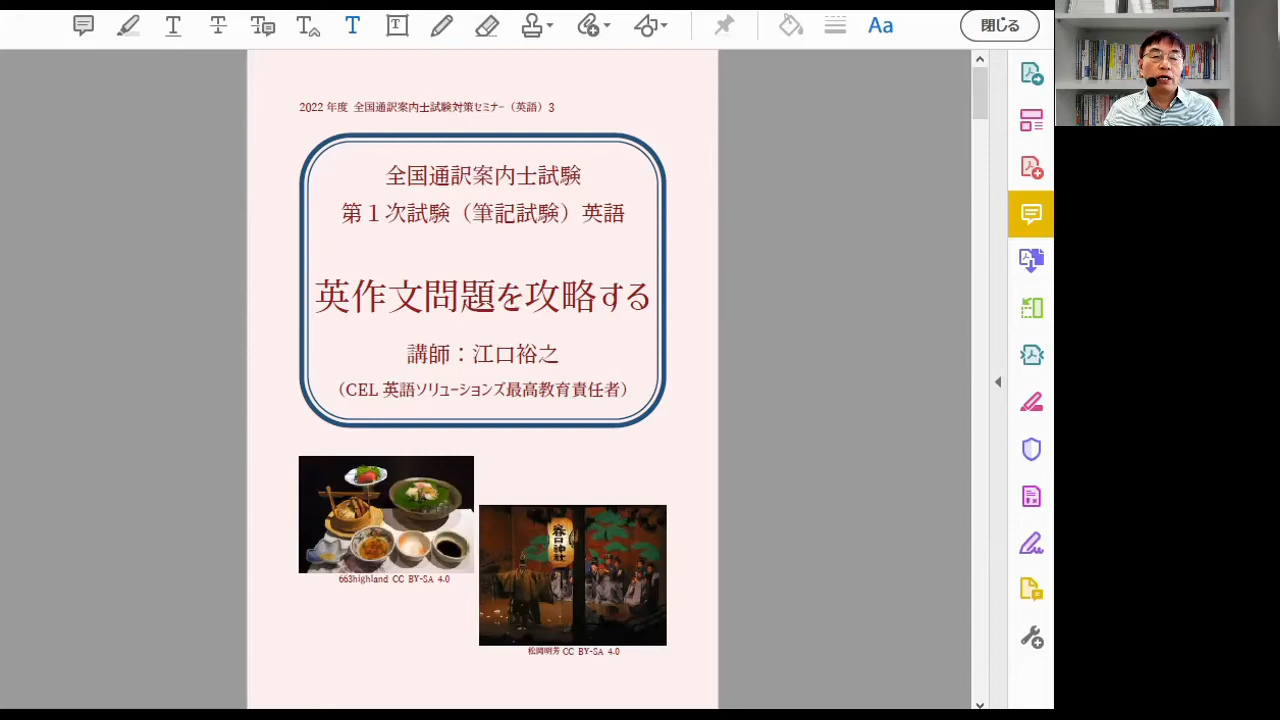 Aa
閉じる
2022 年度 全国通訳案内士試験対策セミナー（英語）3
全国通訳案内士試験
第１次試験（筆記試験）英語
英作文問題を攻略する
講師：江口裕之
（CEL 英語ソリューションズ最高教育責任者）
春日神社
663highland CC BY-SA 4.0
松岡明芳 CC BY-SA 4.0